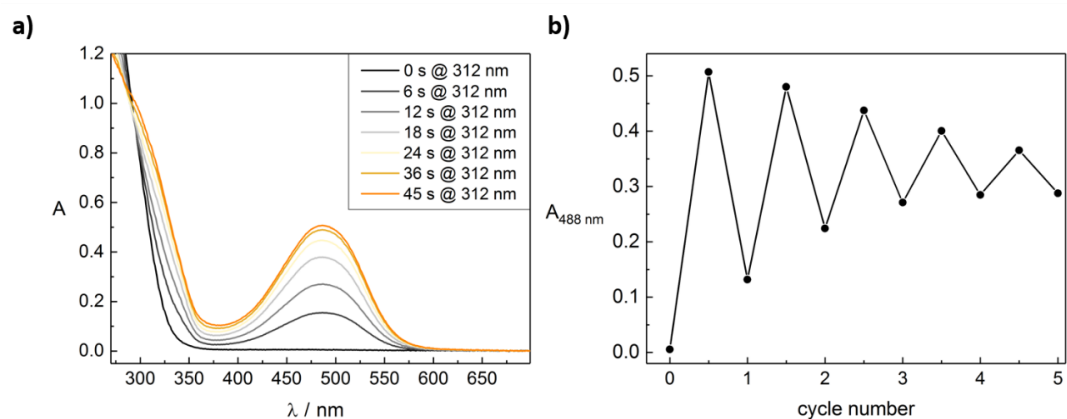 a)
1.2
1.0
0.8
0.6
0.4
0.2
0.0
A
0 s @ 312 nm
6 s @ 312 nm
12 s @ 312 nm
18 s @ 312 nm
24 s @ 312 nm
36 s @ 312 nm
45 s @ 312 nm
300 350 400 450 500 550 600 650
λ / nm
b)
0.5
0.4
0.3
0.2
0.1
0.0
A488 nm
0 1 2 3 4 5
cycle number